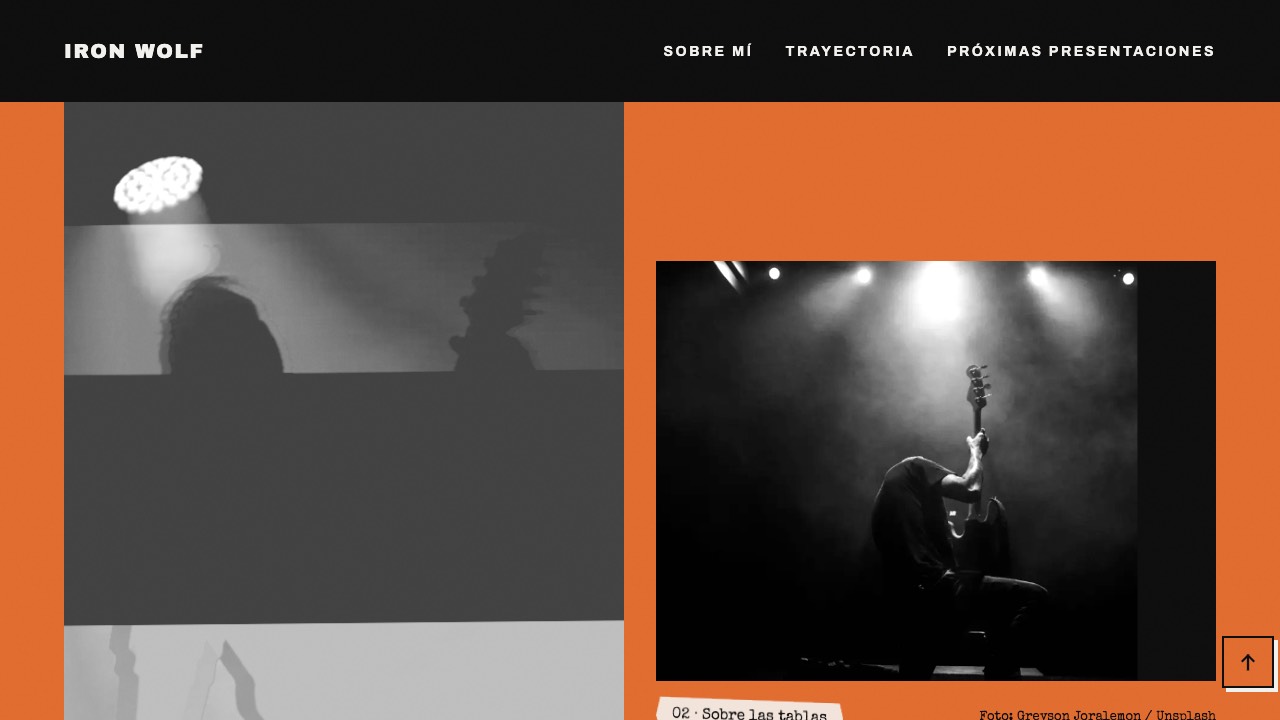 IRON WOLF
SOBRE MÍ TRAYECTORIA PRÓXIMAS PRESENTACIONES
02 · Sobre las tablas
Foto: Greyson Joralemon / Unsplash